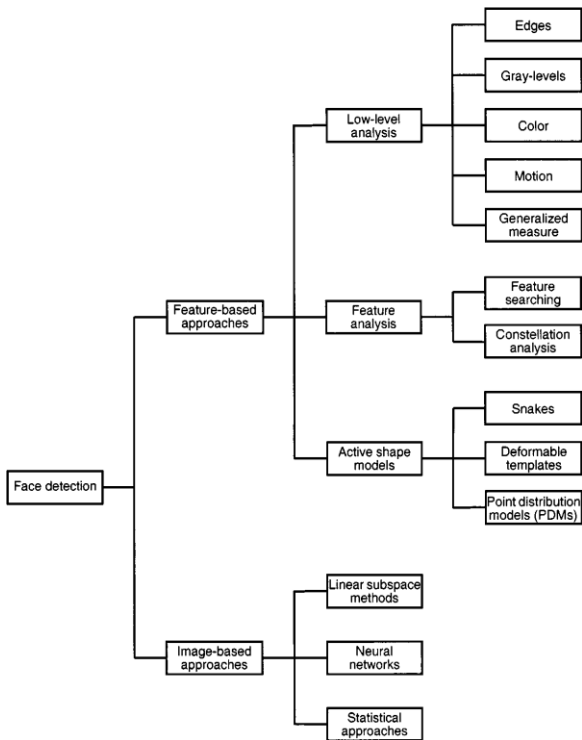 Edges
Gray-levels
Low-level
analysis
Color
Motion
Generalized
measure
Feature-based
approaches
Feature
analysis
Feature
searching
Constellation
analysis
Active shape
models
Snakes
Deformable
templates
Point distribution
models (PDMs)
Face detection
Image-based
approaches
Linear subspace
methods
Neural
networks
Statistical
approaches